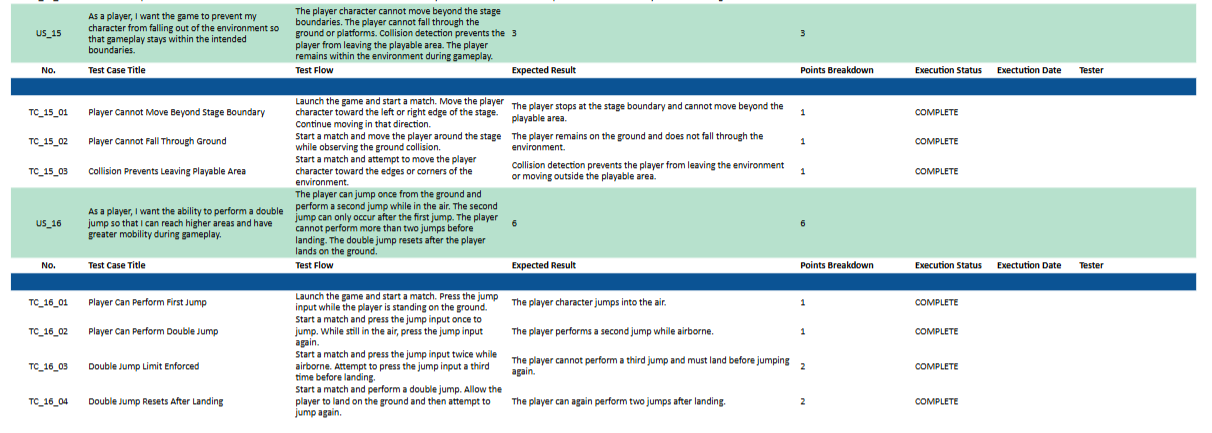 US_15
As a player, I want the game to prevent my
character from falling out of the environment so
that gameplay stays within the intended
boundaries.
The player character cannot move beyond the stage
boundaries. The player cannot fall through the
ground or platforms. Collision detection prevents the
player from leaving the playable area. The player
remains within the environment during gameplay.
3
3
No. Test Case Title Test Flow Expected Result Points Breakdown Execution Status Exectution Date Tester
TC_15_01
Player Cannot Move Beyond Stage Boundary
Launch the game and start a match. Move the player
character toward the left or right edge of the stage.
Continue moving in that direction.
The player stops at the stage boundary and cannot move beyond the
playable area.
1
COMPLETE
TC_15_02
Player Cannot Fall Through Ground
Start a match and move the player around the stage
while observing the ground collision.
The player remains on the ground and does not fall through the
environment.
1
COMPLETE
TC_15_03
Collision Prevents Leaving Playable Area
Start a match and attempt to move the player
character toward the edges or corners of the
environment.
Collision detection prevents the player from leaving the environment
or moving outside the playable area.
1
COMPLETE
US_16
As a player, I want the ability to perform a double
jump so that I can reach higher areas and have
greater mobility during gameplay.
The player can jump once from the ground and
perform a second jump while in the air. The second
jump can only occur after the first jump. The player
cannot perform more than two jumps before
landing. The double jump resets after the player
lands on the ground.
6
6
No. Test Case Title Test Flow Expected Result Points Breakdown Execution Status Exectution Date Tester
TC_16_01
Player Can Perform First Jump
Launch the game and start a match. Press the jump
input while the player is standing on the ground.
The player character jumps into the air.
1
COMPLETE
TC_16_02
Player Can Perform Double Jump
Start a match and press the jump input once to
jump. While still in the air, press the jump input
again.
The player performs a second jump while airborne.
1
COMPLETE
TC_16_03
Double Jump Limit Enforced
Start a match and press the jump input twice while
airborne. Attempt to press the jump input a third
time before landing.
The player cannot perform a third jump and must land before jumping
again.
2
COMPLETE
TC_16_04
Double Jump Resets After Landing
Start a match and perform a double jump. Allow the
player to land on the ground and then attempt to
jump again.
The player can again perform two jumps after landing.
2
COMPLETE